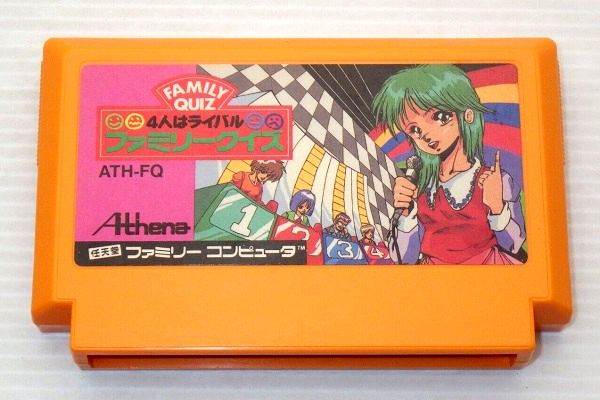 FAMILY
QUIZ
4人はライバル
ファミリークイズ
ATH-FQ
Athena
1 2 3 4
任天堂 ファミリー コンピュータ™